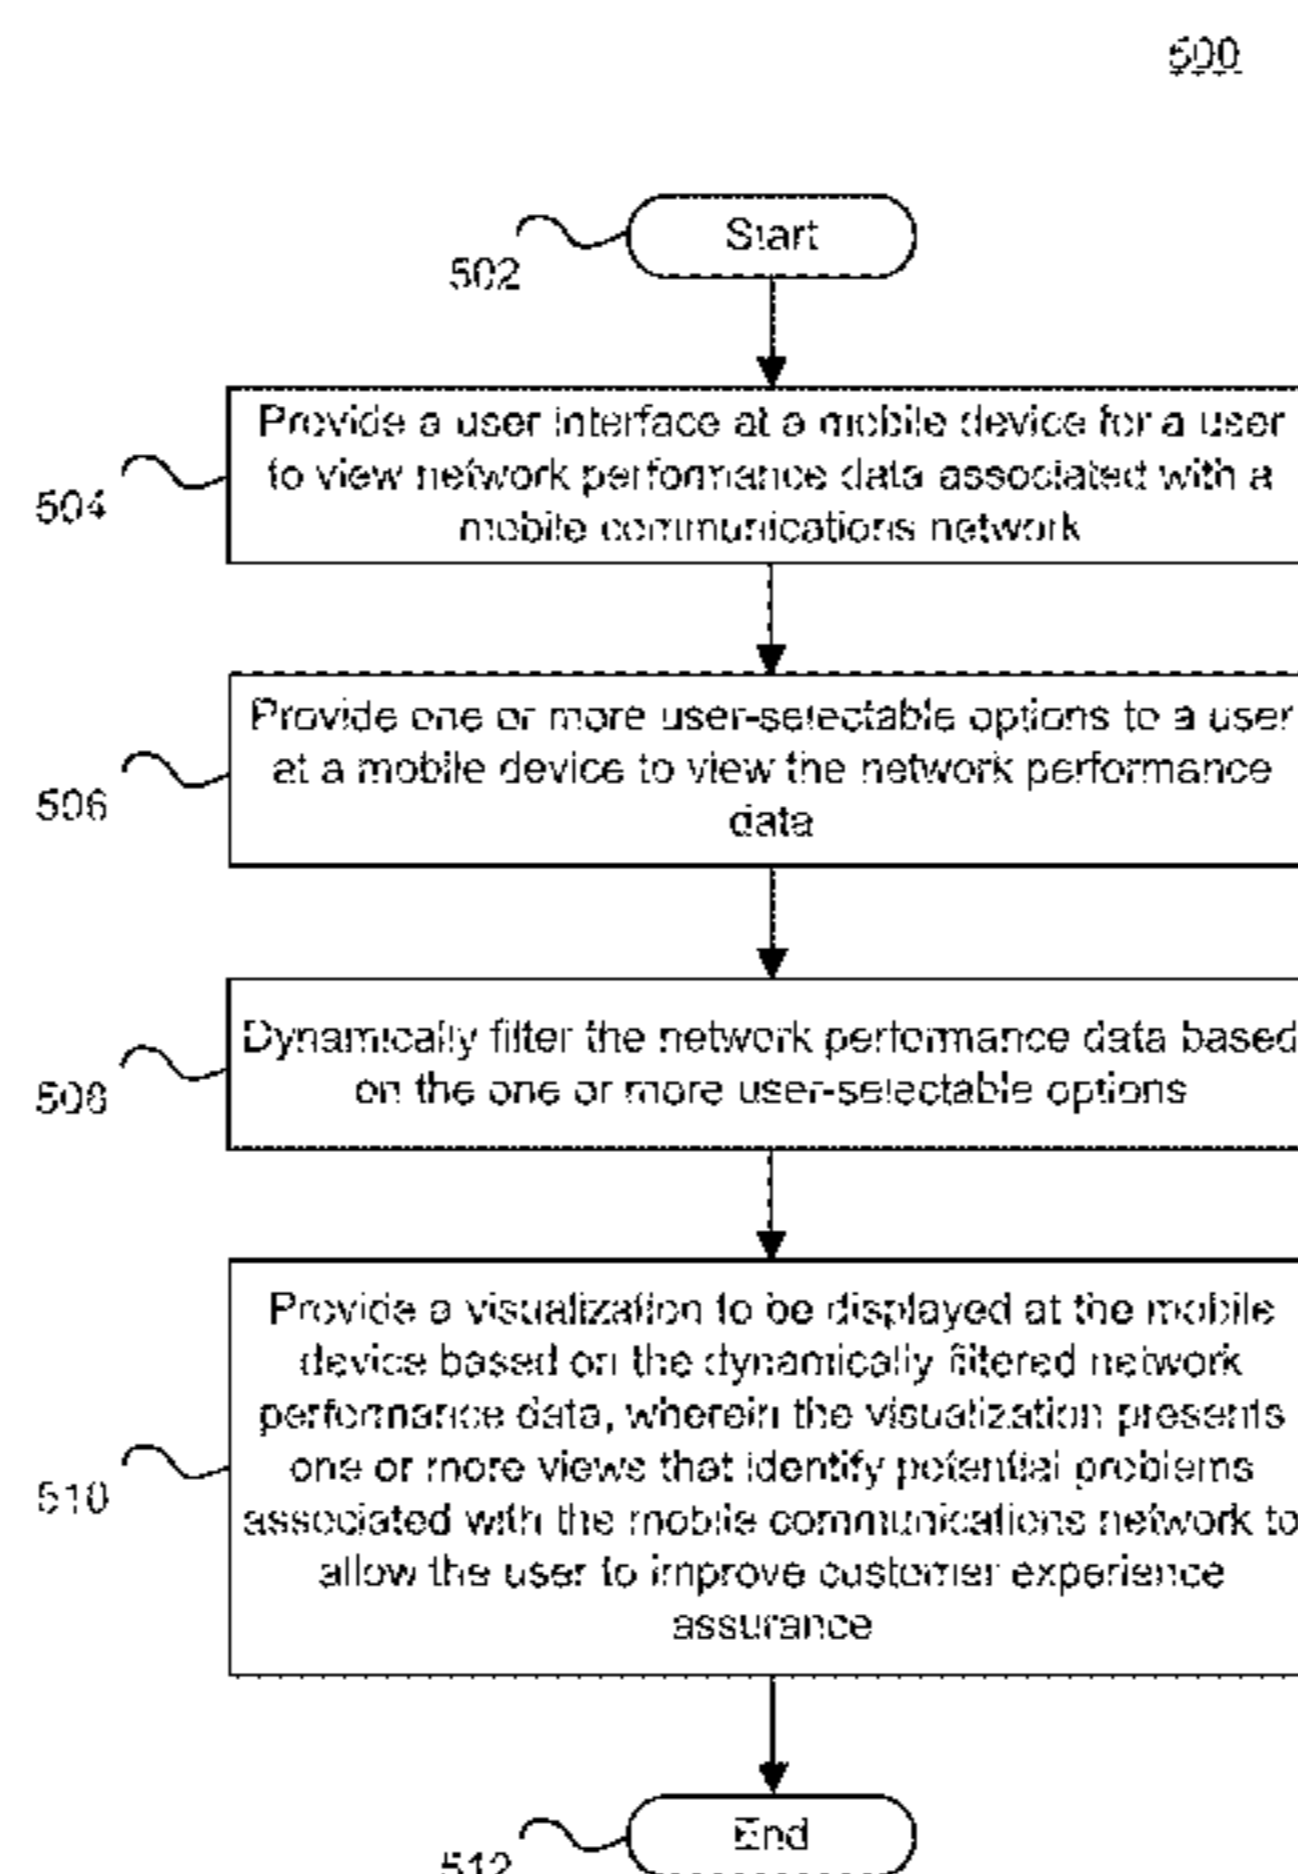 500
Start
502
Provide a user interface at a mobile device for a user
to view network performance data associated with a
mobile communications network
504
Provide one or more user-selectable options to a user
at a mobile device to view the network performance
data
506
Dynamically filter the network performance data based
on the one or more user-selectable options
508
Provide a visualization to be displayed at the mobile
device based on the dynamically filtered network
performance data, wherein the visualization presents
one or more views that identify potential problems
associated with the mobile communications network to
allow the user to improve customer experience
assurance
510
End
512